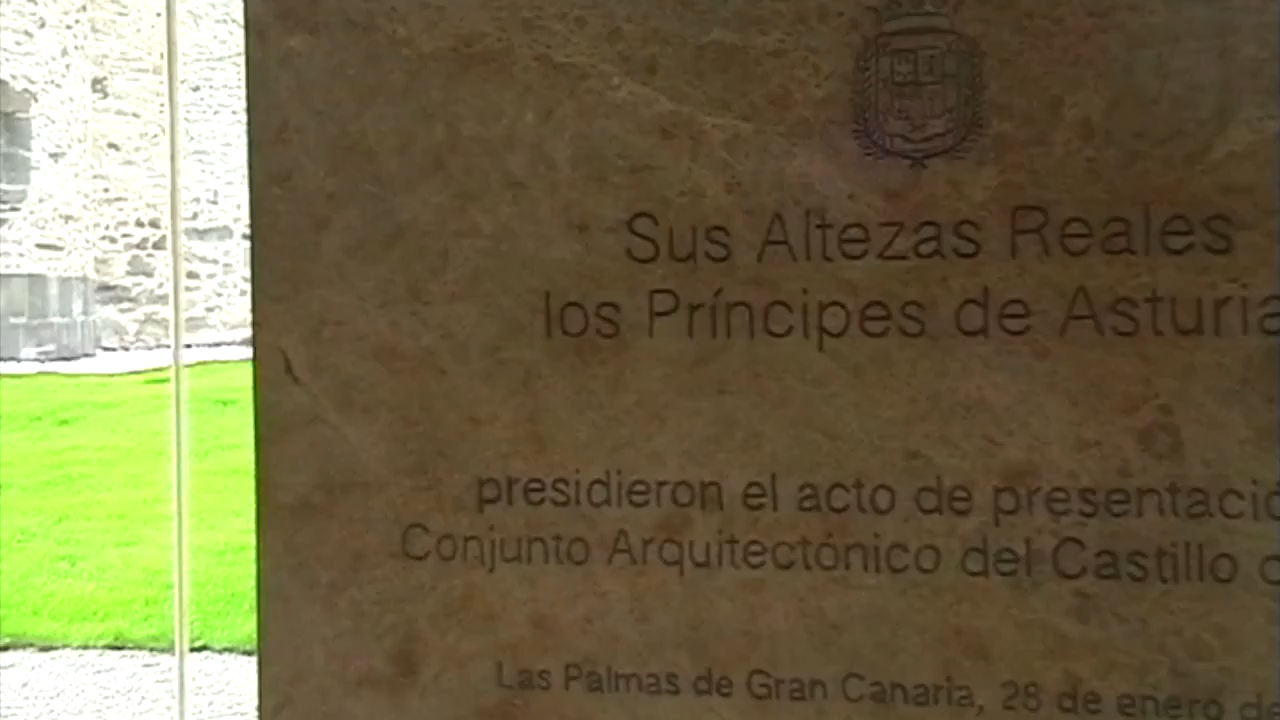 Sus Altezas Reales
los Príncipes de Asturia
presidieron el acto de presentació
Conjunto Arquitectónico del Castillo d
Las Palmas de Gran Canaria, 28 de enero de